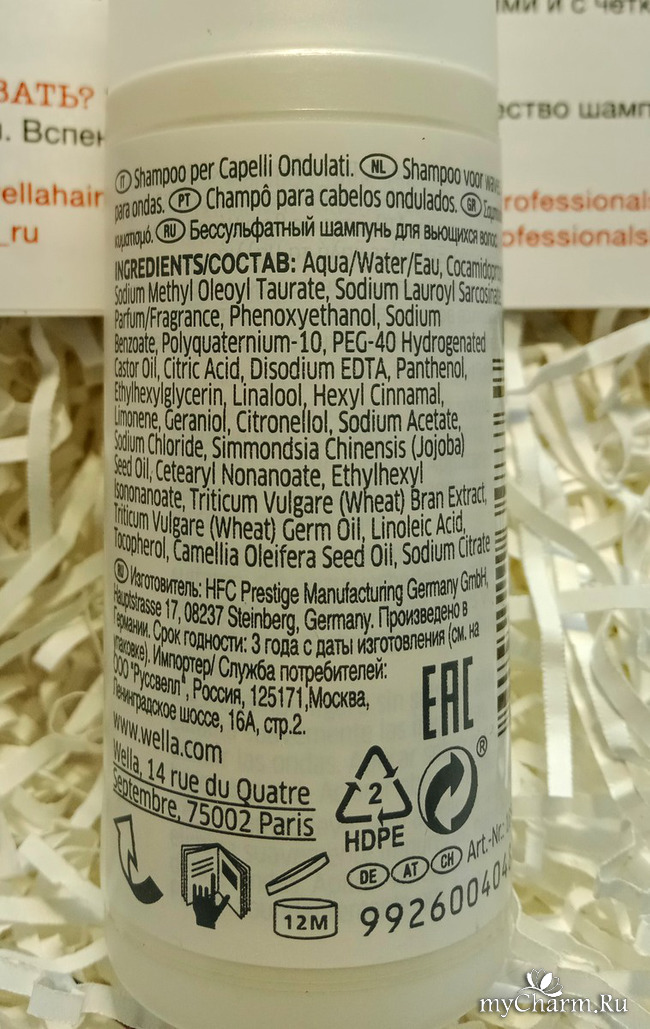 ми и с
ВАТЬ?
. Вспен
ество шамп
ellahair
_ru
rofessionals
ofessionals
IT Shampoo per Capelli Ondulati. NL Shampoo voor
para ondas. PT Champô para cabelos ondulados. GR
κυματισμό. RU Бессульфатный шампунь для вьющихся волос.
INGREDIENTS/СОСТАВ: Aqua/Water/Eau, Cocamidoprop
Sodium Methyl Oleoyl Taurate, Sodium Lauroyl Sarcosinate
Parfum/Fragrance, Phenoxyethanol, Sodium
Benzoate, Polyquaternium-10, PEG-40 Hydrogenated
Castor Oil, Citric Acid, Disodium EDTA, Panthenol,
Ethylhexylglycerin, Linalool, Hexyl Cinnamal,
Limonene, Geraniol, Citronellol, Sodium Acetate,
Sodium Chloride, Simmondsia Chinensis (Jojoba)
Seed Oil, Cetearyl Nonanoate, Ethylhexyl
Isononanoate, Triticum Vulgare (Wheat) Bran Extract,
Triticum Vulgare (Wheat) Germ Oil, Linoleic Acid,
Tocopherol, Camellia Oleifera Seed Oil, Sodium Citrate
RU Изготовитель: HFC Prestige Manufacturing Germany GmbH,
Hauptstrasse 17, 08237 Steinberg, Germany. Произведено в
Германии. Срок годности: 3 года с даты изготовления (см. на
упаковке). Импортер/ Служба потребителей:
ООО "Руссвелл", Россия, 125171,Москва,
Ленинградское шоссе, 16А, стр.2.
EAC
www.wella.com
Wella, 14 rue du Quatre
Septembre, 75002 Paris
2
HDPE
®
DE AT CH Art.-Nr.:
12M
992600404
myCharm.Ru